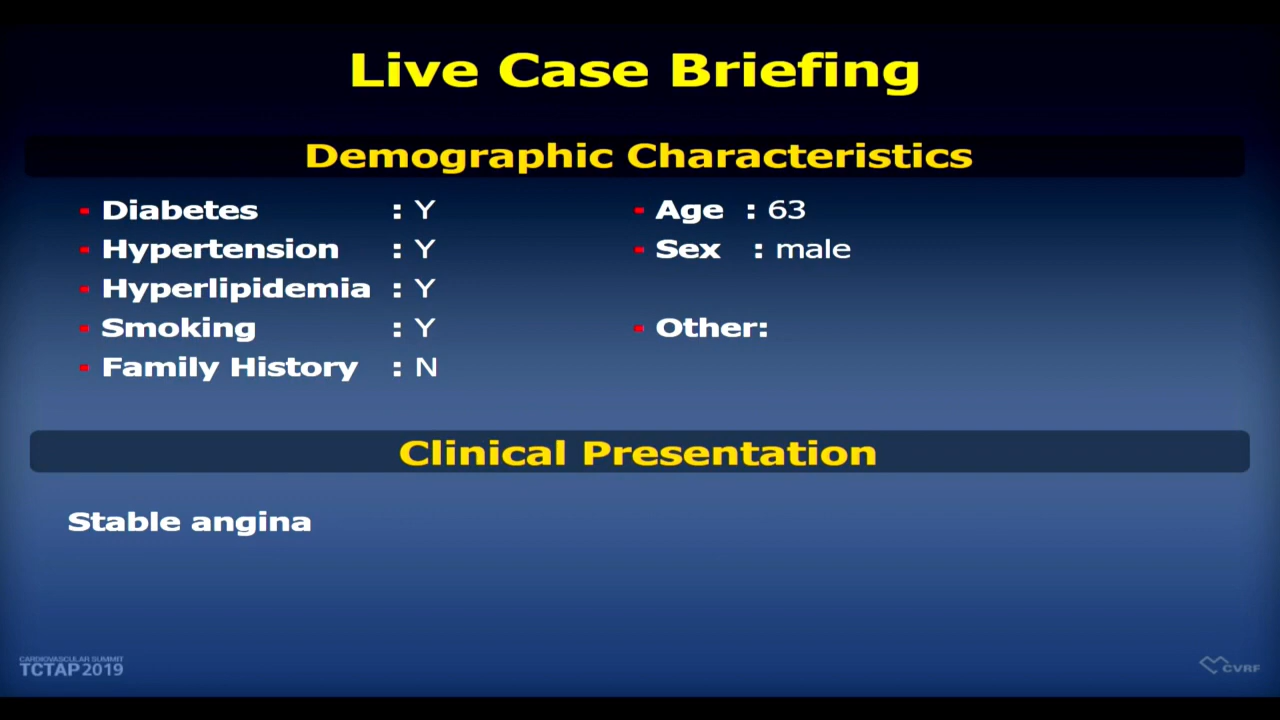 Live Case Briefing
Demographic Characteristics
- Diabetes : Y
- Hypertension : Y
- Hyperlipidemia : Y
- Smoking : Y
- Family History : N
- Age : 63
- Sex : male
- Other:
Clinical Presentation
Stable angina
CARDIOVASCULAR SUMMIT
TCTAP2019
CVRF